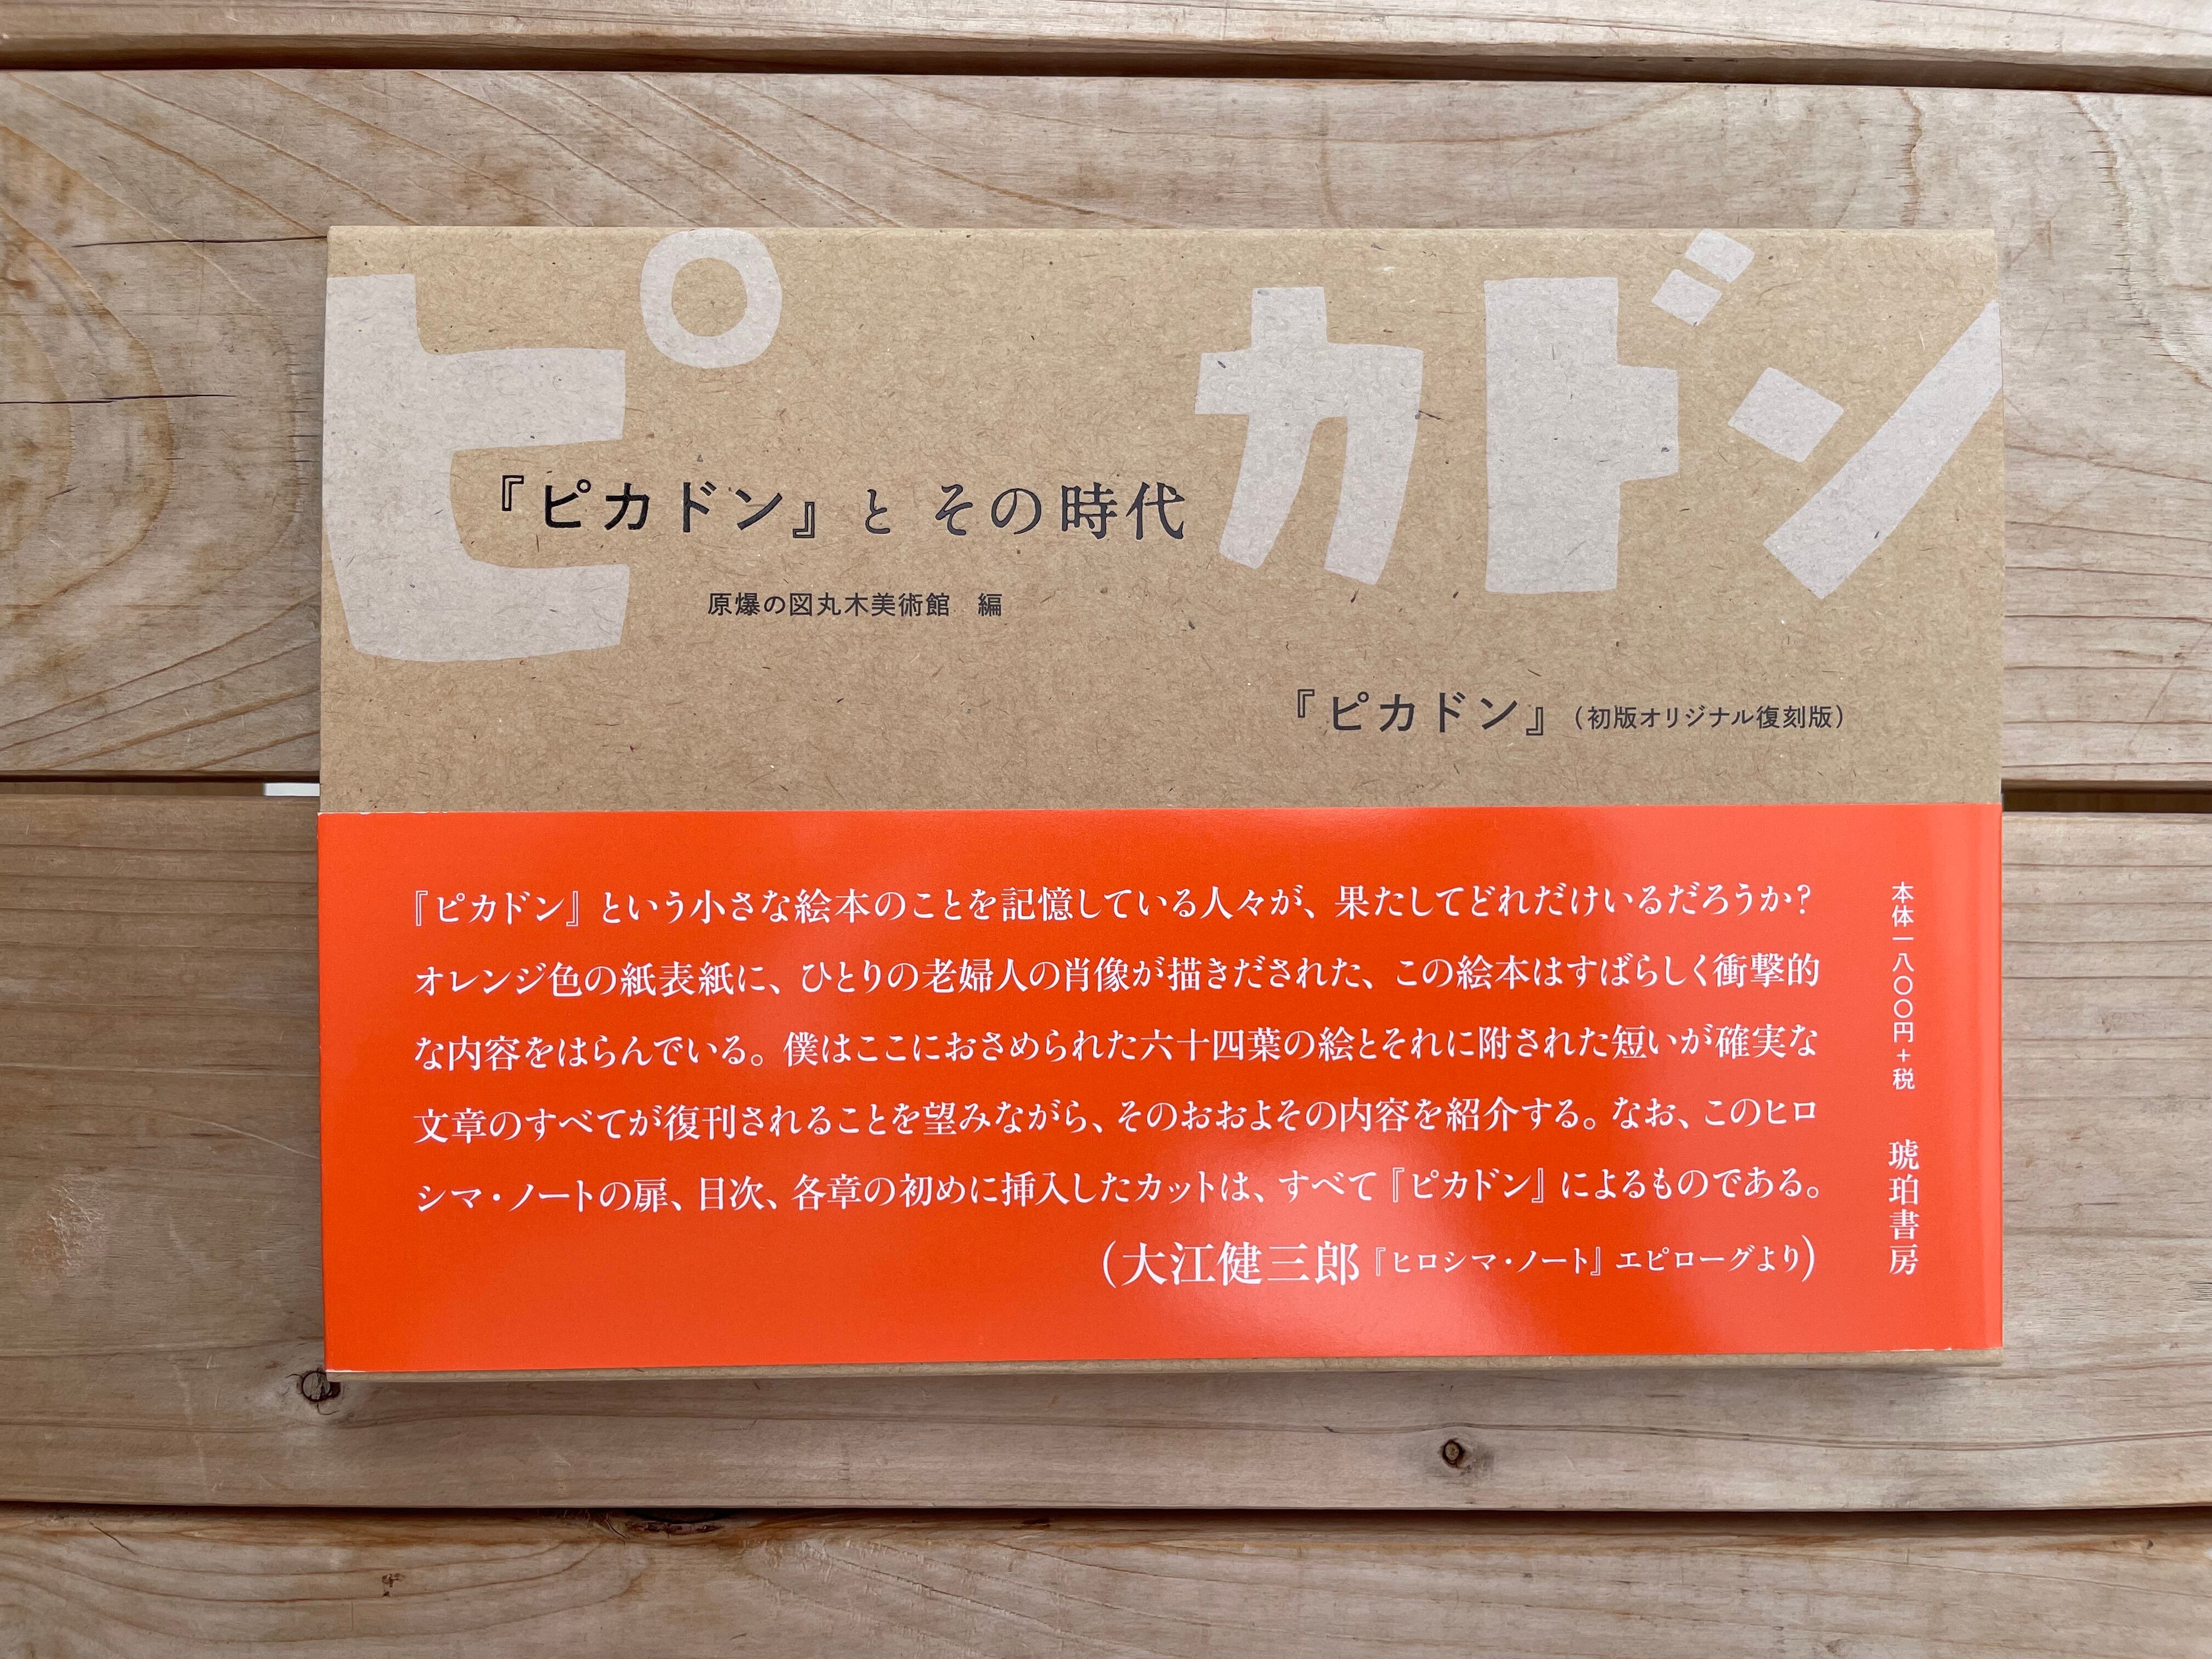 ピカドン
『ピカドン』とその時代
原爆の図丸木美術館 編
『ピカドン』(初版オリジナル復刻版)
『ピカドン』という小さな絵本のことを記憶している人々が、果たしてどれだけいるだろうか?
オレンジ色の紙表紙に、ひとりの老婦人の肖像が描きだされた、この絵本はすばらしく衝撃的
な内容をはらんでいる。僕はここにおさめられた六十四葉の絵とそれに附された短いが確実な
文章のすべてが復刊されることを望みながら、そのおおよその内容を紹介する。なお、このヒロ
シマ・ノートの扉、目次、各章の初めに挿入したカットは、すべて『ピカドン』によるものである。
(大江健三郎『ヒロシマ・ノート』エピローグより)
本体一八〇〇円+税 琥珀書房